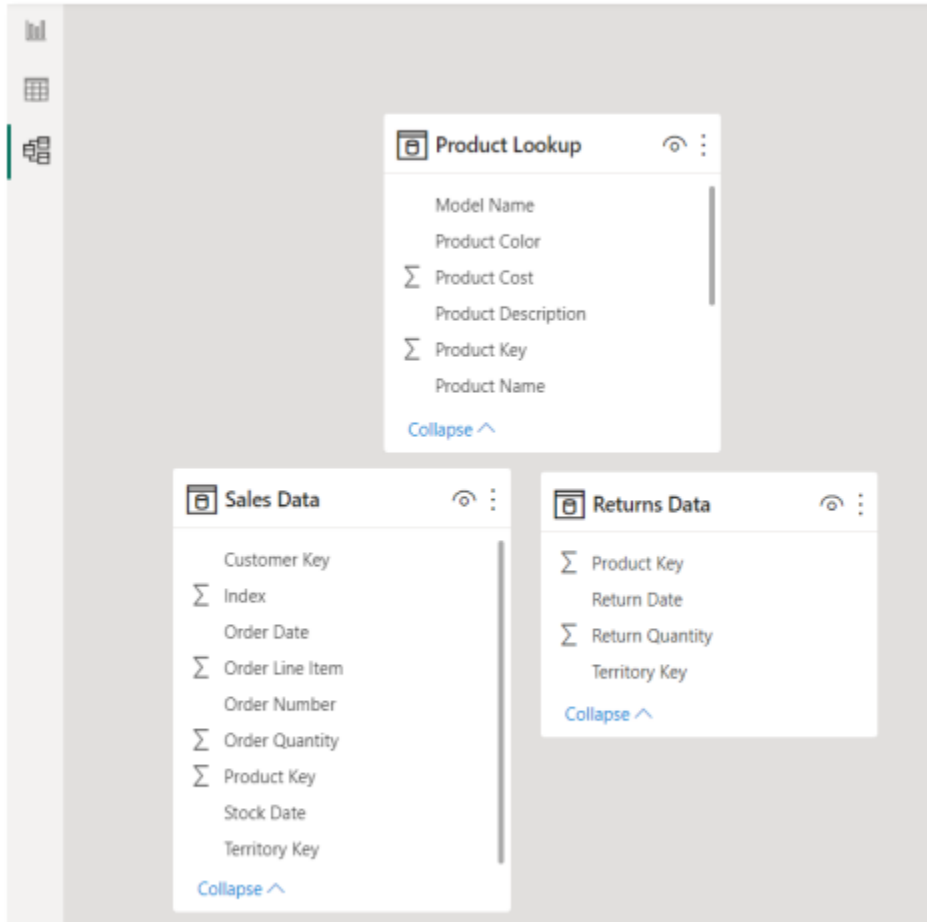 Product Lookup
Model Name
Product Color
Product Cost
Product Description
Product Key
Product Name
Collapse
Sales Data
Customer Key
Index
Order Date
Order Line Item
Order Number
Order Quantity
Product Key
Stock Date
Territory Key
Collapse
Returns Data
Product Key
Return Date
Return Quantity
Territory Key
Collapse